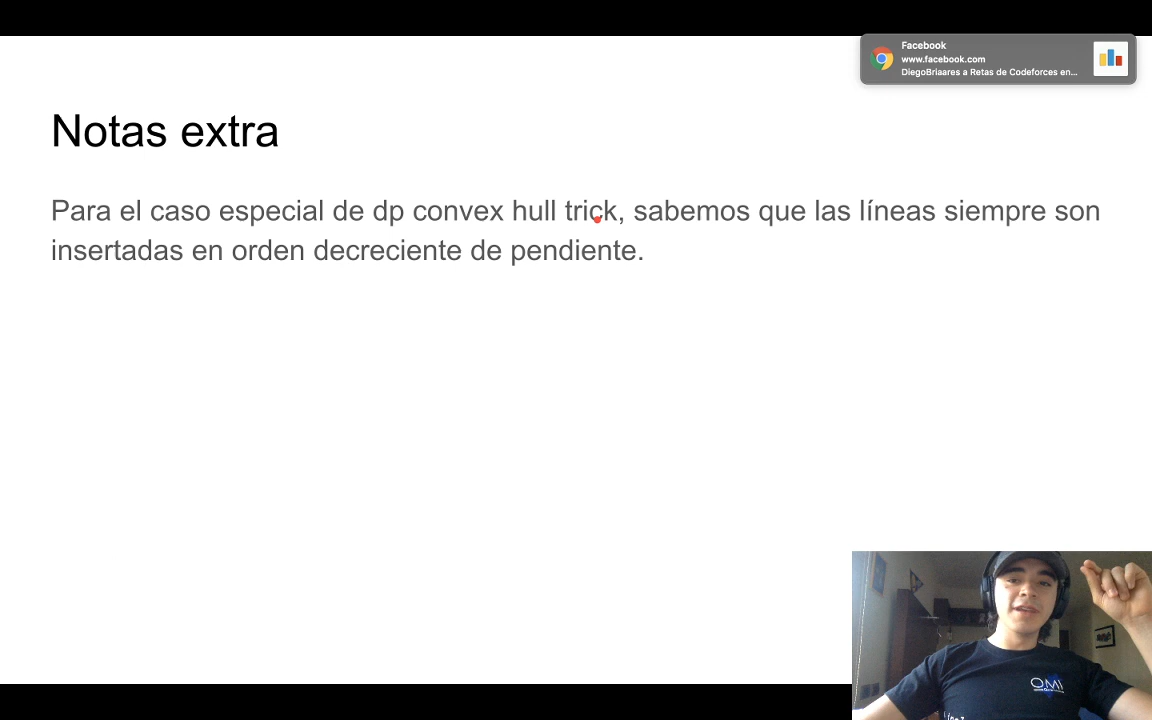 Facebook
www.facebook.com
DiegoBriaares a Retas de Codeforces en...
Notas extra
Para el caso especial de dp convex hull trick, sabemos que las líneas siempre son
insertadas en orden decreciente de pendiente.
OMI